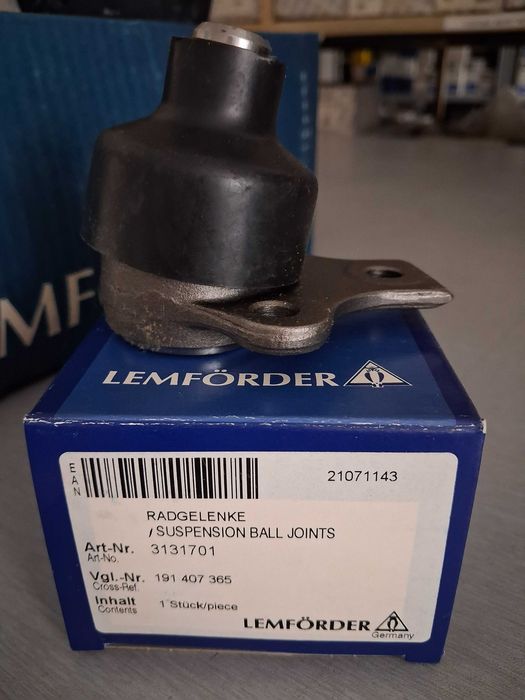 MF
LEMFÖRDER
EAN
21071143
RADGELENKE
/SUSPENSION BALL JOINTS
Art-Nr. 3131701
Art-No.
Vgl.-Nr. 191 407 365
Cross-Ref.
Inhalt 1 Stück/piece
Contents
LEMFÖRDER
Germany